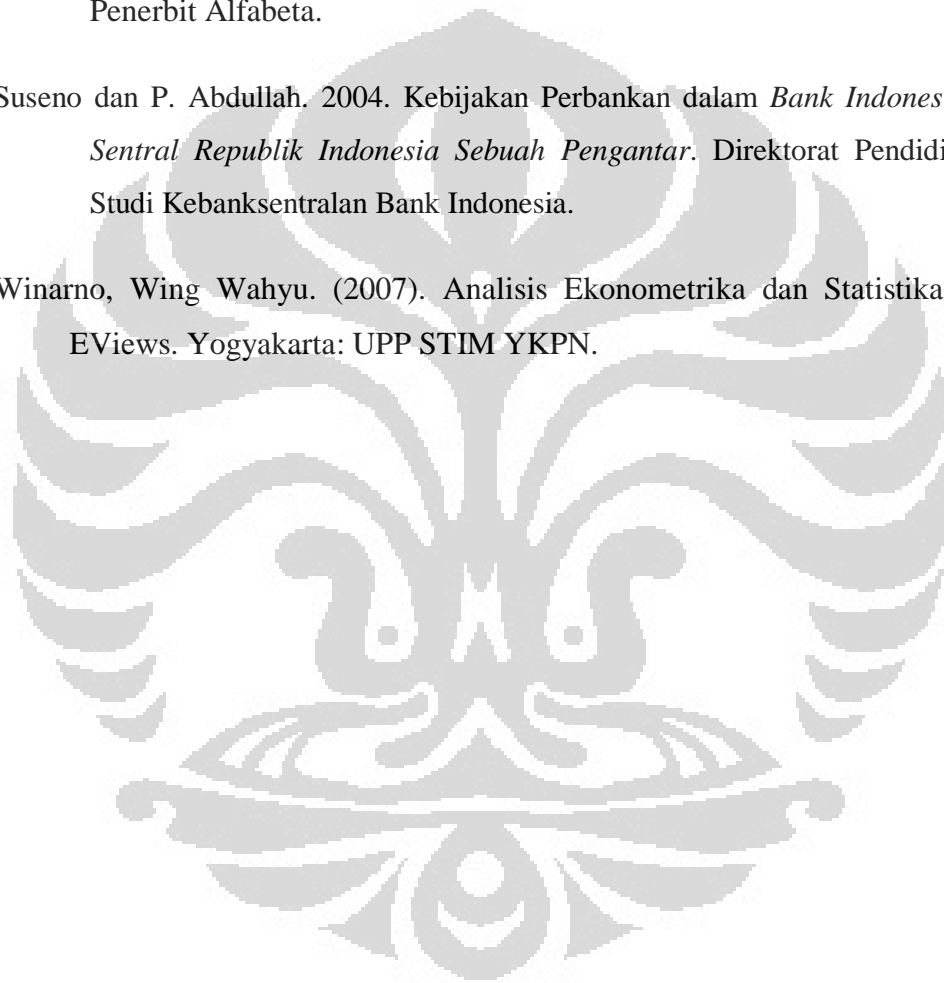 Penerbit Alfabeta.
Suseno dan P. Abdullah. 2004. Kebijakan Perbankan dalam Bank Indones
Sentral Republik Indonesia Sebuah Pengantar. Direktorat Pendidi
Studi Kebanksentralan Bank Indonesia.
Winarno, Wing Wahyu. (2007). Analisis Ekonometrika dan Statistika
EViews. Yogyakarta: UPP STIM YKPN.